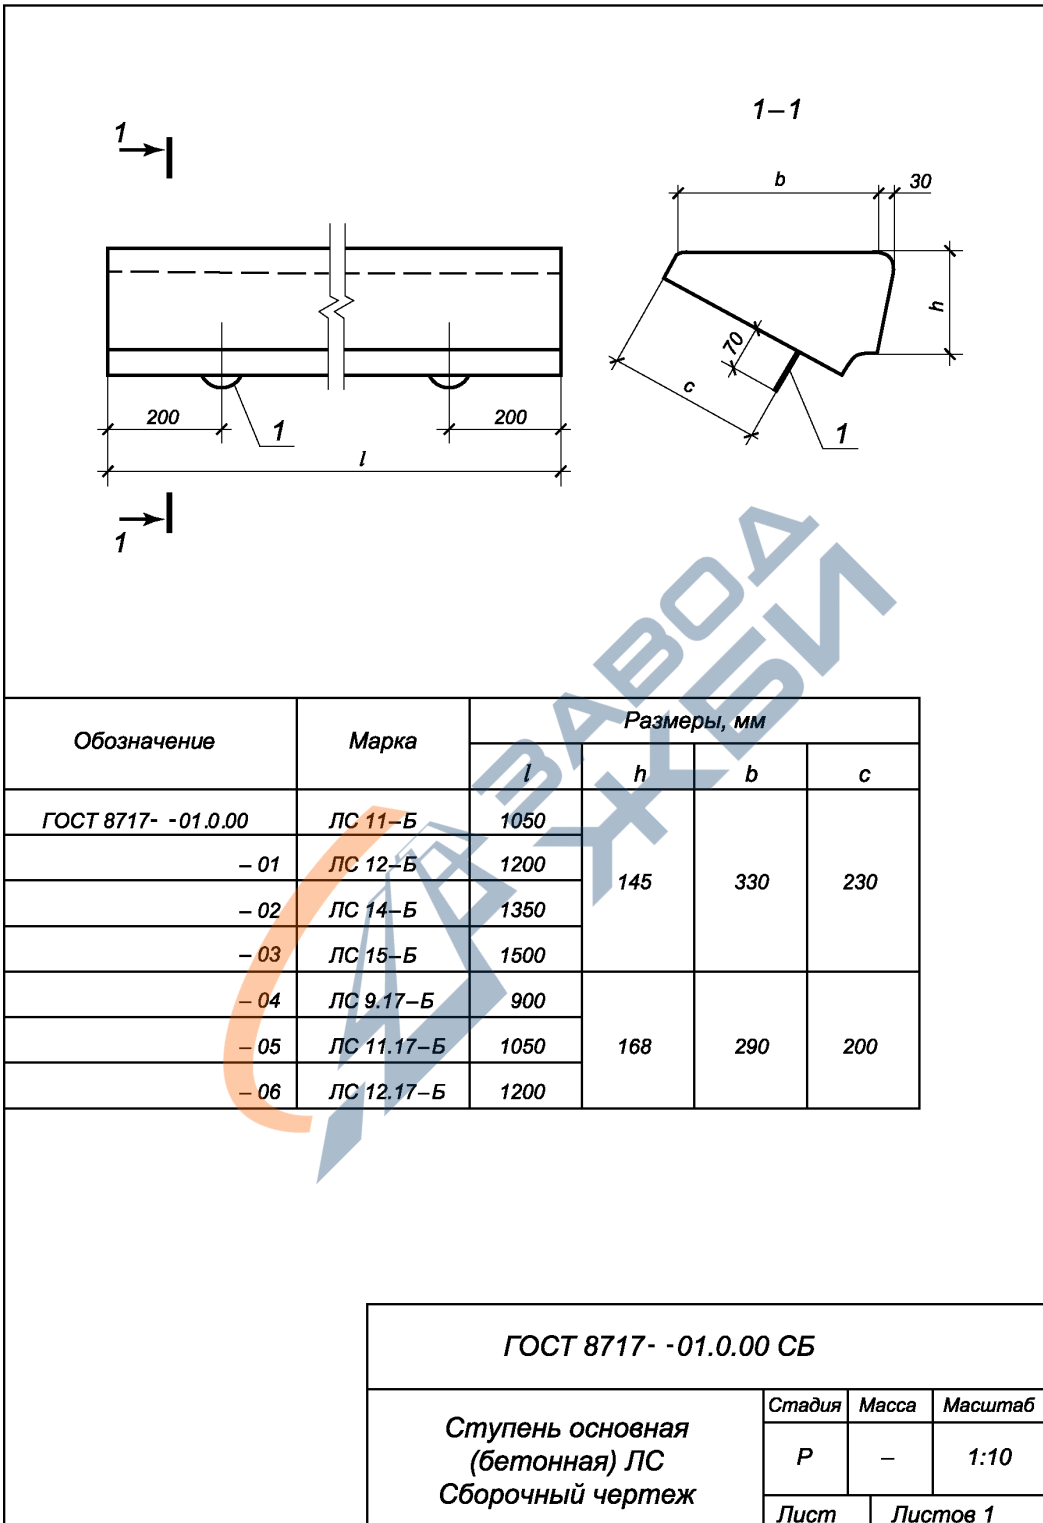 1
1–1
b
30
h
70
c
1
200
1
200
l
1
Обозначение Марка Размеры, мм
l h b c
ГОСТ 8717- -01.0.00 ЛС 11–Б 1050
– 01 ЛС 12–Б 1200
145 330 230
– 02 ЛС 14–Б 1350
– 03 ЛС 15–Б 1500
– 04 ЛС 9.17–Б 900
– 05 ЛС 11.17–Б 1050 168 290 200
– 06 ЛС 12.17–Б 1200
ЗАВОД
ЖБИ
ГОСТ 8717- -01.0.00 СБ
Ступень основная
(бетонная) ЛС
Сборочный чертеж
Стадия Масса Масштаб
Р – 1:10
Лист Листов 1